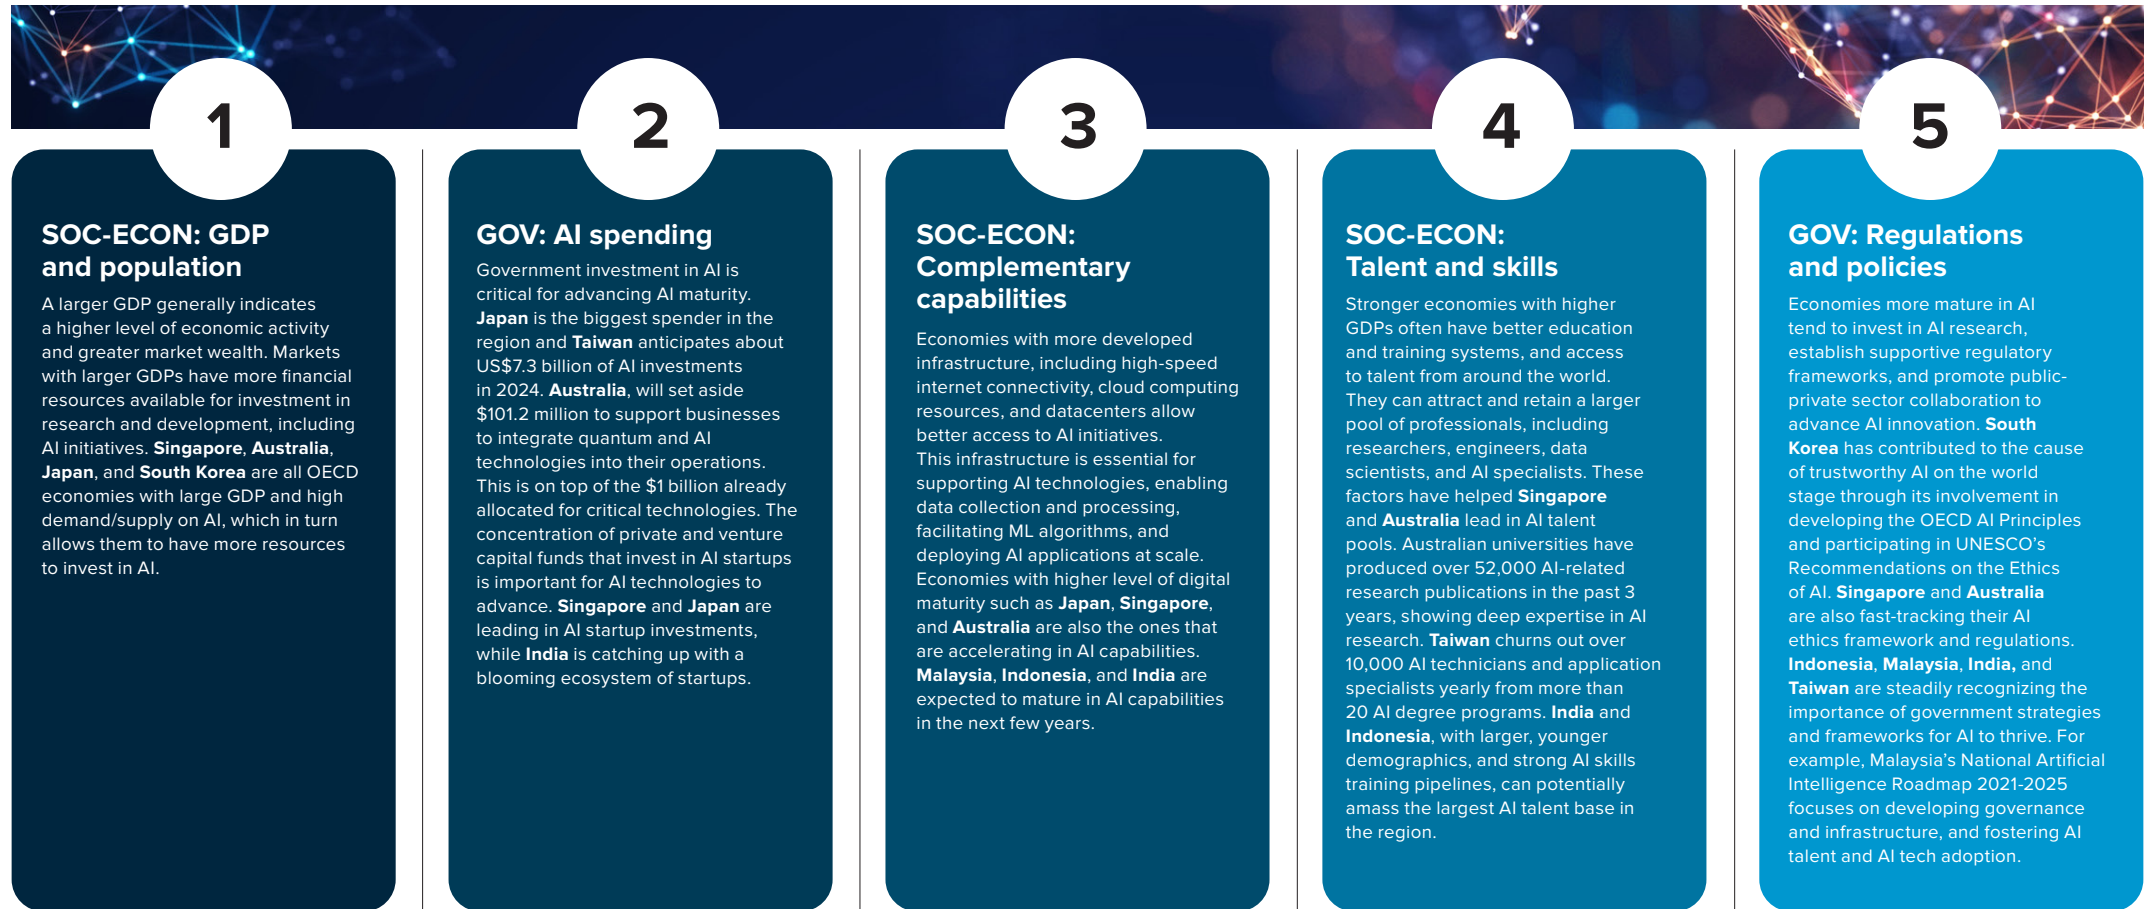 1
SOC-ECON: GDP
and population
A larger GDP generally indicates
a higher level of economic activity
and greater market wealth. Markets
with larger GDPs have more financial
resources available for investment in
research and development, including
AI initiatives. Singapore, Australia,
Japan, and South Korea are all OECD
economies with large GDP and high
demand/supply on AI, which in turn
allows them to have more resources
to invest in AI.
2
GOV: AI spending
Government investment in AI is
critical for advancing AI maturity.
Japan is the biggest spender in the
region and Taiwan anticipates about
US$7.3 billion of AI investments
in 2024. Australia, will set aside
$101.2 million to support businesses
to integrate quantum and AI
technologies into their operations.
This is on top of the $1 billion already
allocated for critical technologies. The
concentration of private and venture
capital funds that invest in AI startups
is important for AI technologies to
advance. Singapore and Japan are
leading in AI startup investments,
while India is catching up with a
blooming ecosystem of startups.
3
SOC-ECON:
Complementary
capabilities
Economies with more developed
infrastructure, including high-speed
internet connectivity, cloud computing
resources, and datacenters allow
better access to AI initiatives.
This infrastructure is essential for
supporting AI technologies, enabling
data collection and processing,
facilitating ML algorithms, and
deploying AI applications at scale.
Economies with higher level of digital
maturity such as Japan, Singapore,
and Australia are also the ones that
are accelerating in AI capabilities.
Malaysia, Indonesia, and India are
expected to mature in AI capabilities
in the next few years.
4
SOC-ECON:
Talent and skills
Stronger economies with higher
GDPs often have better education
and training systems, and access
to talent from around the world.
They can attract and retain a larger
pool of professionals, including
researchers, engineers, data
scientists, and AI specialists. These
factors have helped Singapore
and Australia lead in AI talent
pools. Australian universities have
produced over 52,000 AI-related
research publications in the past 3
years, showing deep expertise in AI
research. Taiwan churns out over
10,000 AI technicians and application
specialists yearly from more than
20 AI degree programs. India and
Indonesia, with larger, younger
demographics, and strong AI skills
training pipelines, can potentially
amass the largest AI talent base in
the region.
5
GOV: Regulations
and policies
Economies more mature in AI
tend to invest in AI research,
establish supportive regulatory
frameworks, and promote public-
private sector collaboration to
advance AI innovation. South
Korea has contributed to the cause
of trustworthy AI on the world
stage through its involvement in
developing the OECD AI Principles
and participating in UNESCO’s
Recommendations on the Ethics
of AI. Singapore and Australia
are also fast-tracking their AI
ethics framework and regulations.
Indonesia, Malaysia, India, and
Taiwan are steadily recognizing the
importance of government strategies
and frameworks for AI to thrive. For
example, Malaysia’s National Artificial
Intelligence Roadmap 2021-2025
focuses on developing governance
and infrastructure, and fostering AI
talent and AI tech adoption.